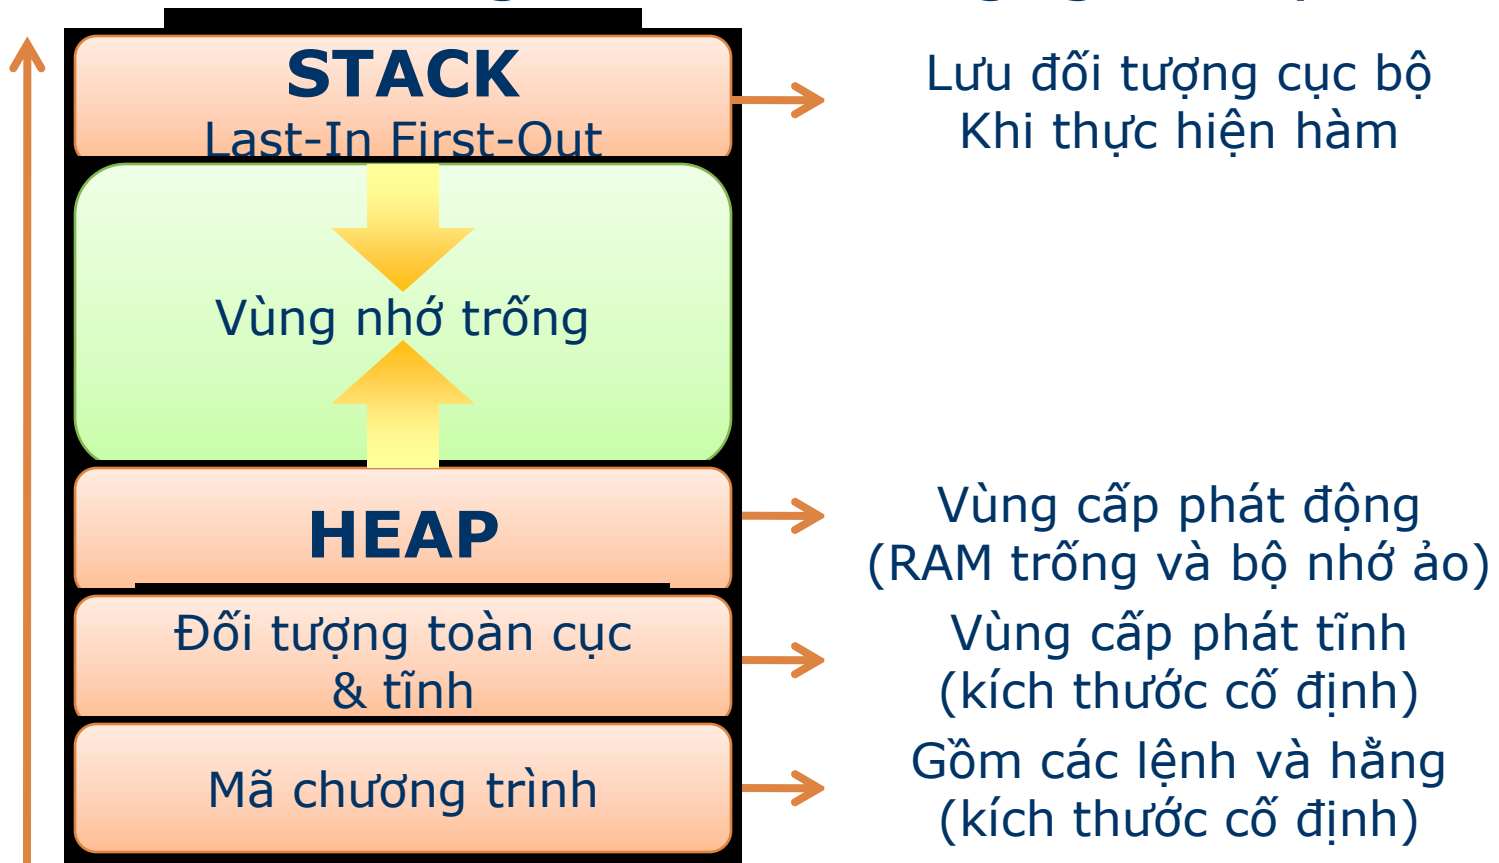 STACK
Last-In First-Out
Lưu đối tượng cục bộ
Khi thực hiện hàm
Vùng nhớ trống
HEAP
Vùng cấp phát động
(RAM trống và bộ nhớ ảo)
Đối tượng toàn cục
& tĩnh
Vùng cấp phát tĩnh
(kích thước cố định)
Mã chương trình
Gồm các lệnh và hằng
(kích thước cố định)